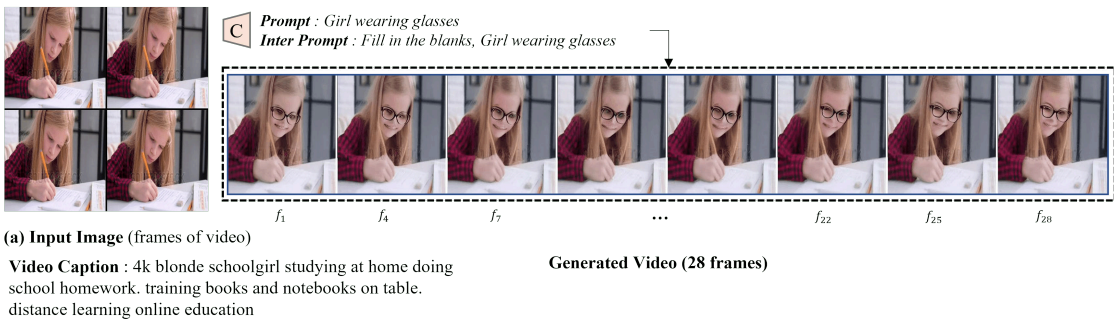 C
Prompt : Girl wearing glasses
Inter Prompt : Fill in the blanks, Girl wearing glasses
f1 f4 f7 ... f22 f25 f28
(a) Input Image (frames of video)
Video Caption : 4k blonde schoolgirl studying at home doing
school homework. training books and notebooks on table.
distance learning online education
Generated Video (28 frames)